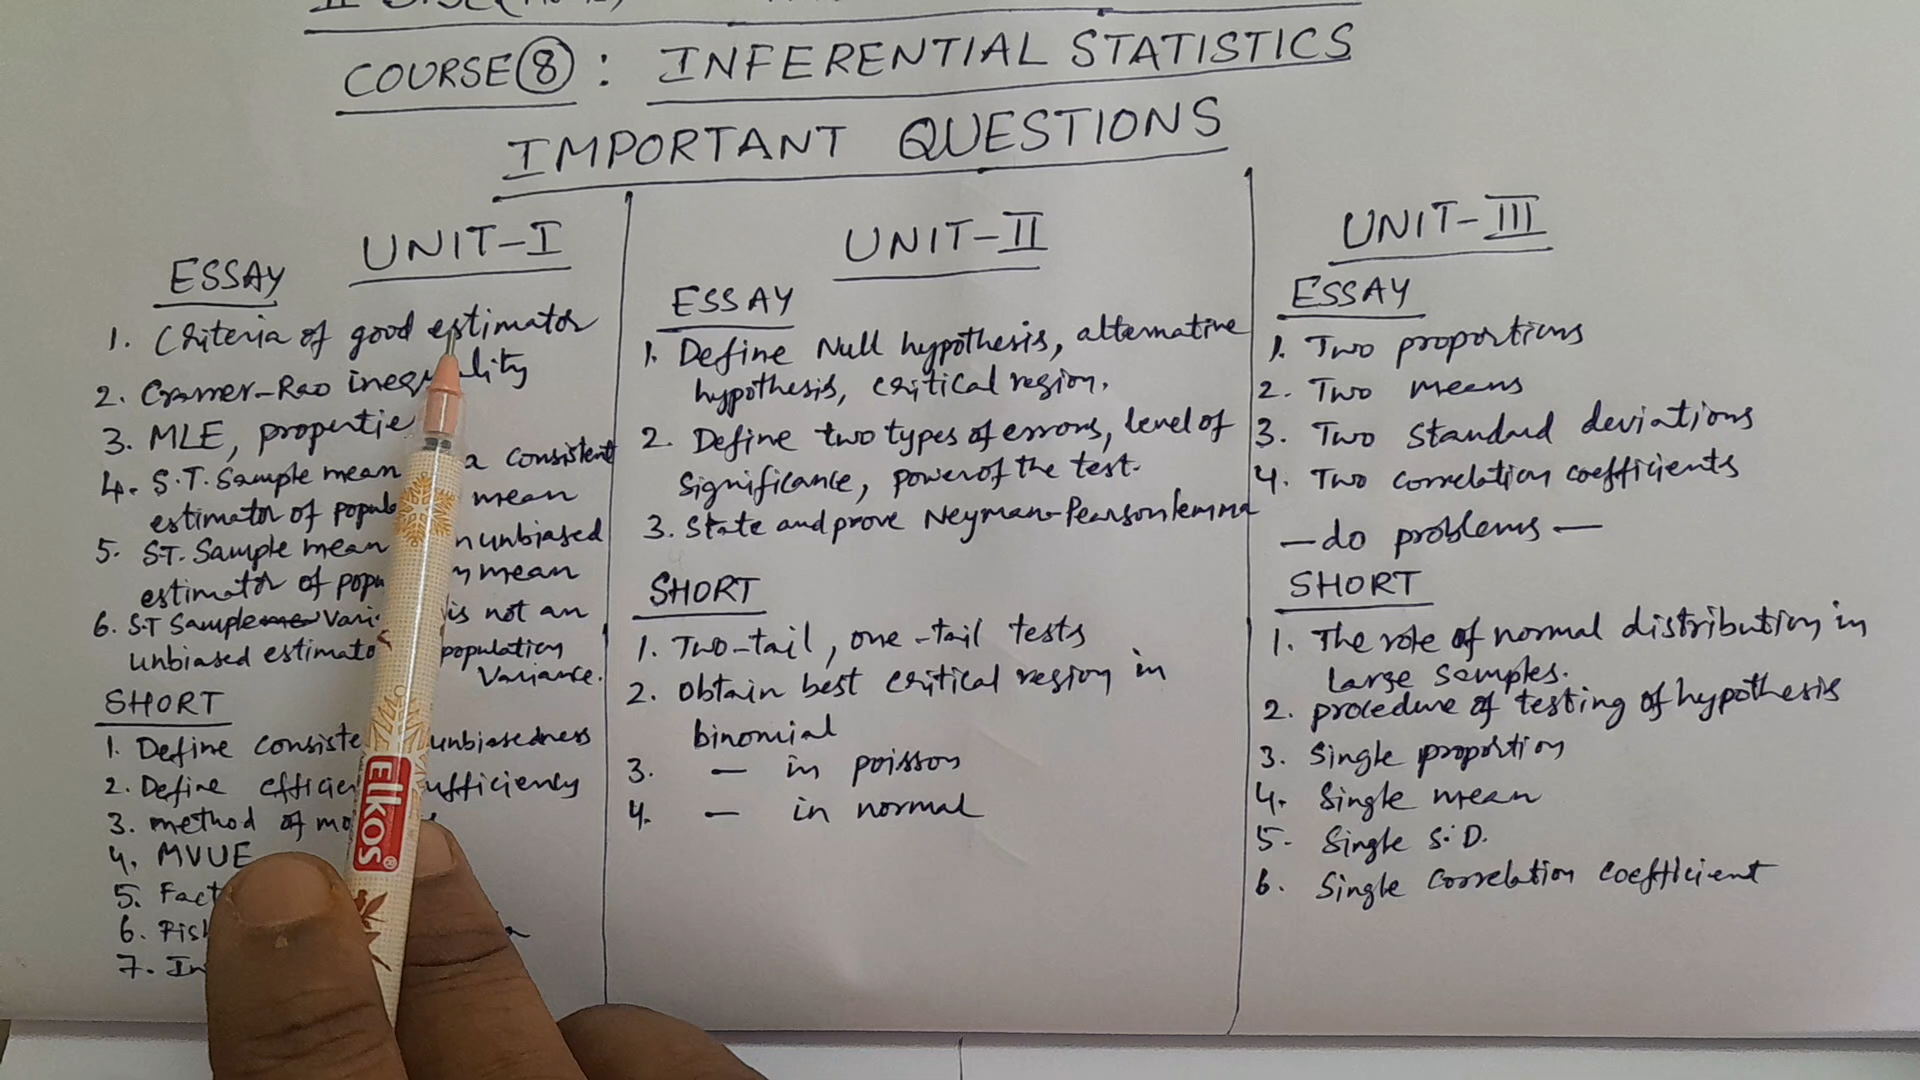 COURSE 8 : INFERENTIAL STATISTICS
IMPORTANT QUESTIONS
UNIT-I
ESSAY
1. Criteria of good estimator
2. Cramer-Rao inequality
3. MLE, propertie
4. S.T. Sample mean a consistent
estimator of popul mean
5. S.T. Sample mean unbiased
estimator of popu mean
6. S.T Sample Vari is not an
unbiased estimato population
Variance.
SHORT
1. Define consiste unbiasedness
2. Define efficien ufficiency
3. method of mo
4. MVUE
5. Fact
6. Fish
7. In
Elkos
UNIT-II
ESSAY
1. Define Null hypothesis, alternative
hypothesis, critical region.
2. Define two types of errors, level of
significance, power of the test.
3. State and prove Neyman-Pearson lemma
SHORT
1. Two-tail, one-tail tests
2. Obtain best critical region in
binomial
3. — in poisson
4. — in normal
UNIT-III
ESSAY
1. Two proportions
2. Two means
3. Two Standard deviations
4. Two correlation coefficients
— do problems —
SHORT
1. The role of normal distribution in
large samples.
2. procedure of testing of hypothesis
3. Single proportion
4. Single mean
5. Single S.D.
6. Single Correlation coefficient